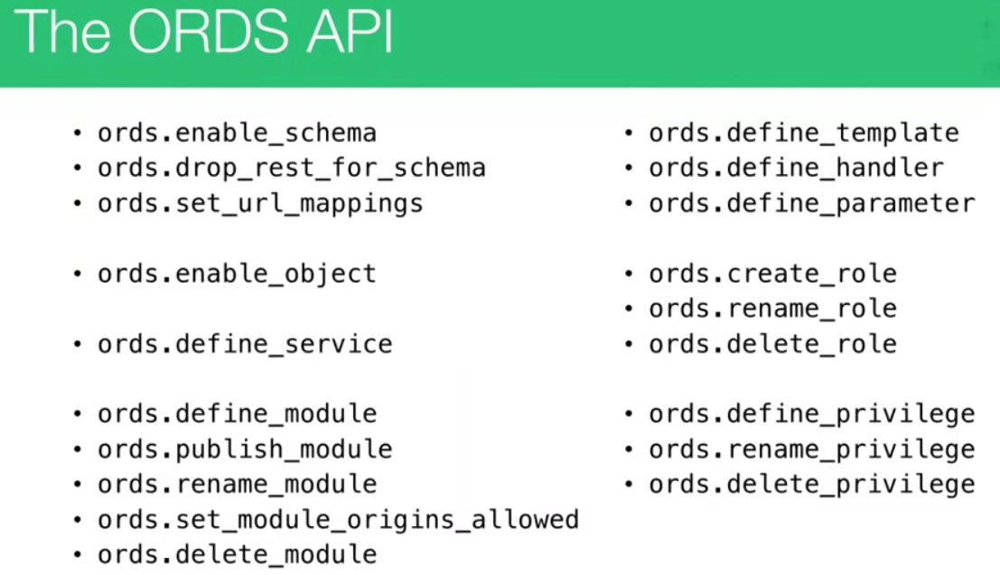 The ORDS API
• ords.enable_schema
• ords.drop_rest_for_schema
• ords.set_url_mappings
• ords.enable_object
• ords.define_service
• ords.define_module
• ords.publish_module
• ords.rename_module
• ords.set_module_origins_allowed
• ords.delete_module
• ords.define_template
• ords.define_handler
• ords.define_parameter
• ords.create_role
• ords.rename_role
• ords.delete_role
• ords.define_privilege
• ords.rename_privilege
• ords.delete_privilege